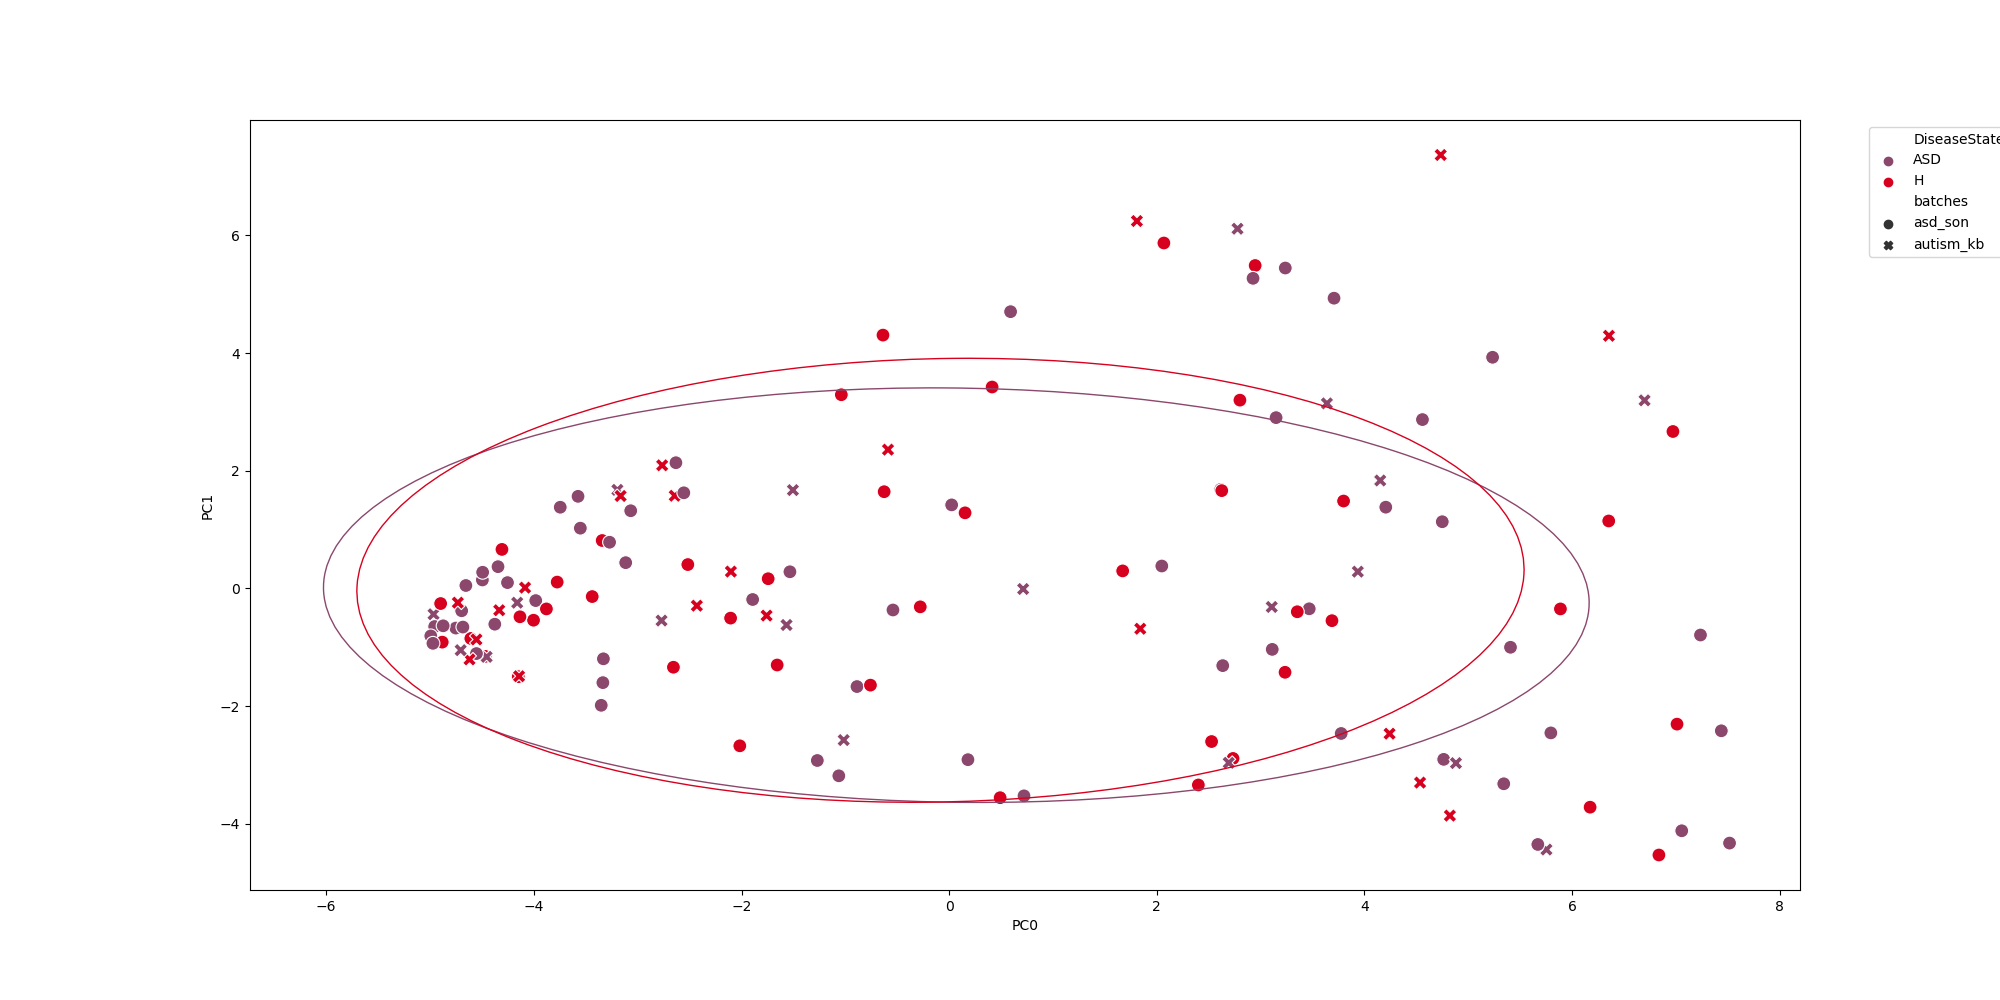 DiseaseState
ASD
H
batches
asd_son
autism_kb
6
4
2
0
−2
−4
PC1
−6
−4
−2
0
2
4
6
8
PC0